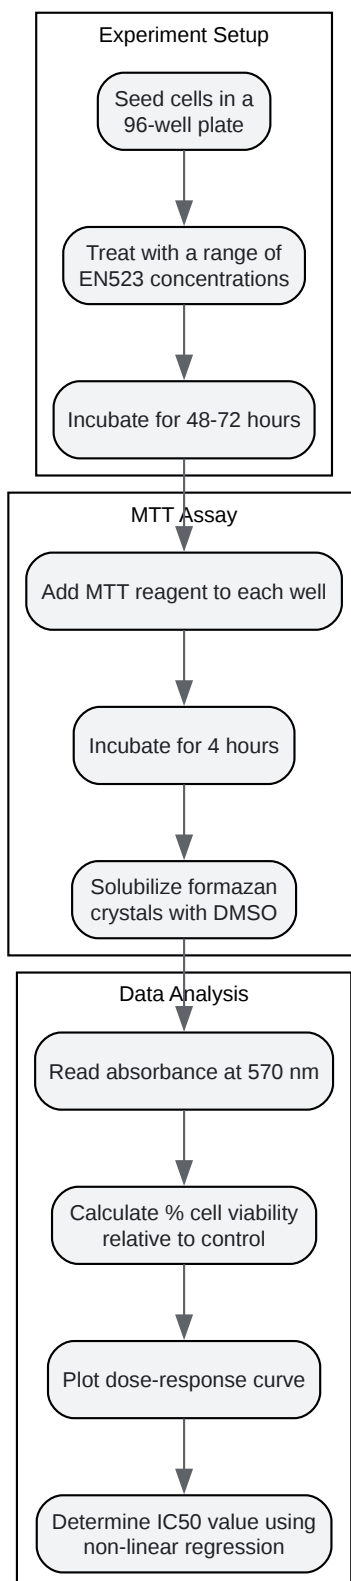 Experiment Setup
Seed cells in a
96-well plate
Treat with a range of
EN523 concentrations
Incubate for 48-72 hours
MTT Assay
Add MTT reagent to each well
Incubate for 4 hours
Solubilize formazan
crystals with DMSO
Data Analysis
Read absorbance at 570 nm
Calculate % cell viability
relative to control
Plot dose-response curve
Determine IC50 value using
non-linear regression